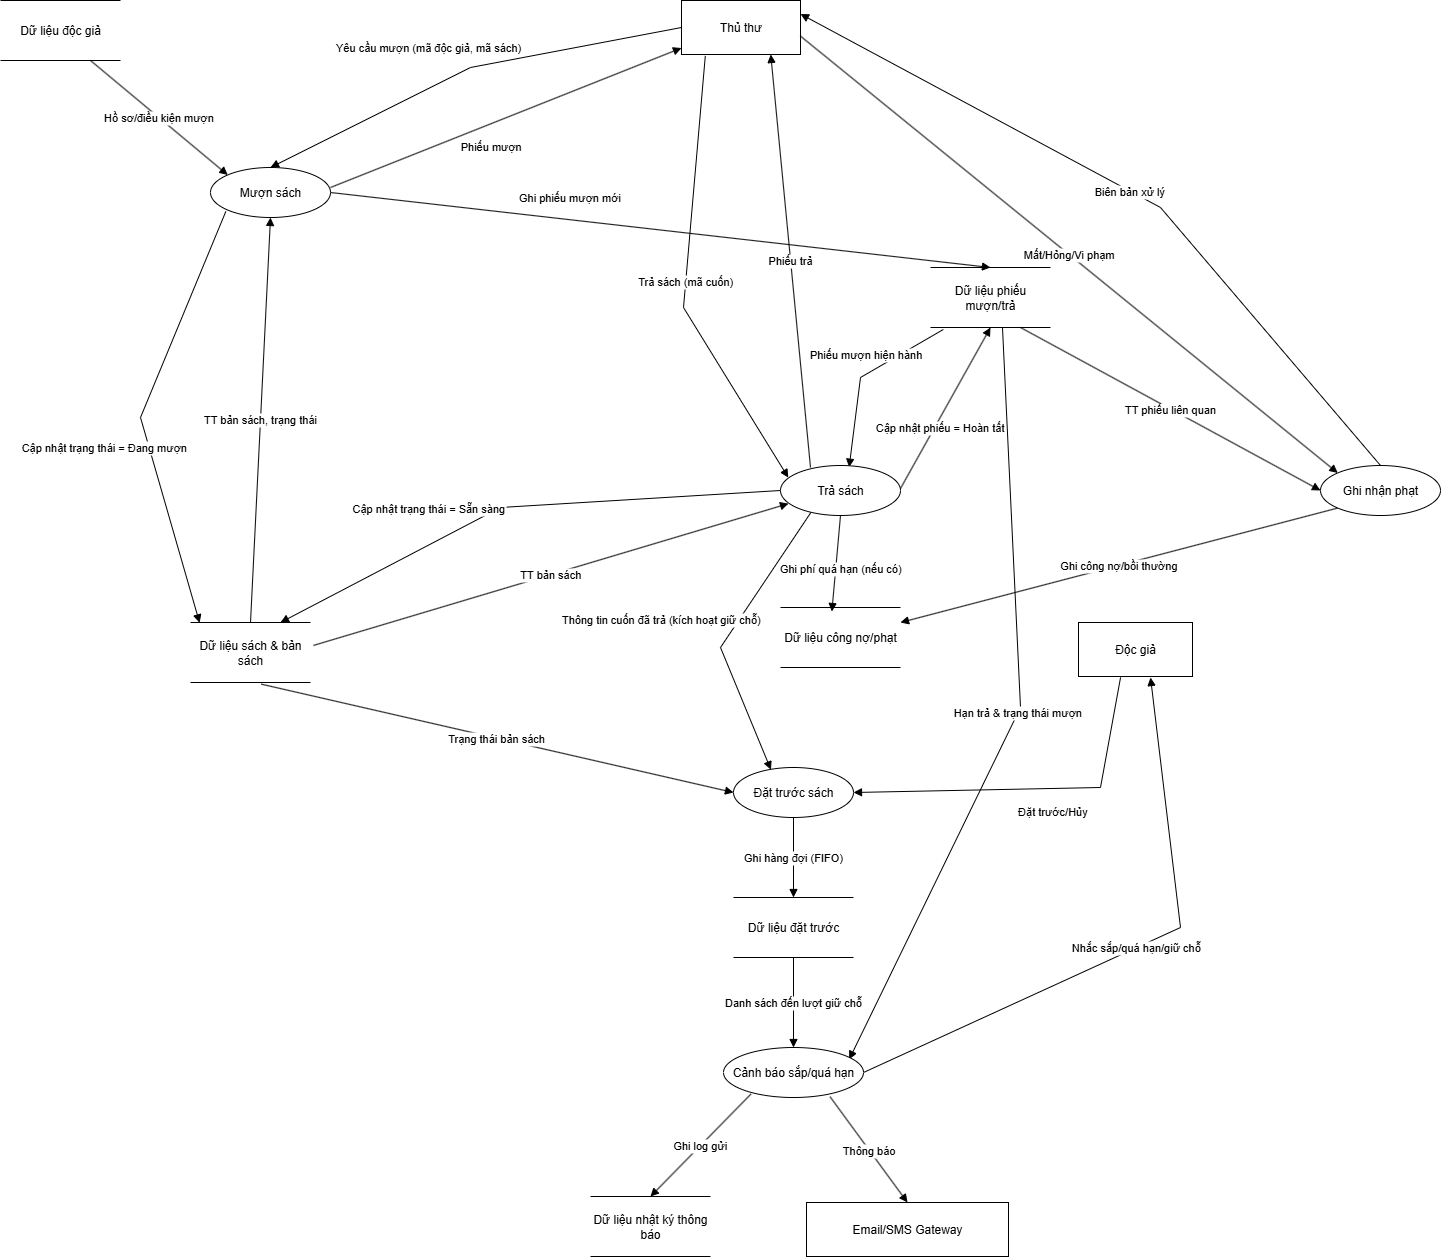 Dữ liệu độc giả
Thủ thư
Yêu cầu mượn (mã độc giả, mã sách)
Hồ sơ/điều kiện mượn
Phiếu mượn
Mượn sách
Biên bản xử lý
Ghi phiếu mượn mới
Mất/Hỏng/Vi phạm
Phiếu trả
Trả sách (mã cuốn)
Dữ liệu phiếu
mượn/trả
Phiếu mượn hiện hành
TT phiếu liên quan
TT bản sách, trạng thái
Cập nhật phiếu = Hoàn tất
Cập nhật trạng thái = Đang mượn
Trả sách
Ghi nhận phạt
Cập nhật trạng thái = Sẵn sàng
Ghi công nợ/bồi thường
Ghi phí quá hạn (nếu có)
TT bản sách
Thông tin cuốn đã trả (kích hoạt giữ chỗ)
Dữ liệu công nợ/phạt
Dữ liệu sách & bản
sách
Độc giả
Hạn trả & trạng thái mượn
Trạng thái bản sách
Đặt trước sách
Đặt trước/Hủy
Ghi hàng đợi (FIFO)
Dữ liệu đặt trước
Nhắc sắp/quá hạn/giữ chỗ
Danh sách đến lượt giữ chỗ
Cảnh báo sắp/quá hạn
Ghi log gửi
Thông báo
Dữ liệu nhật ký thông
báo
Email/SMS Gateway